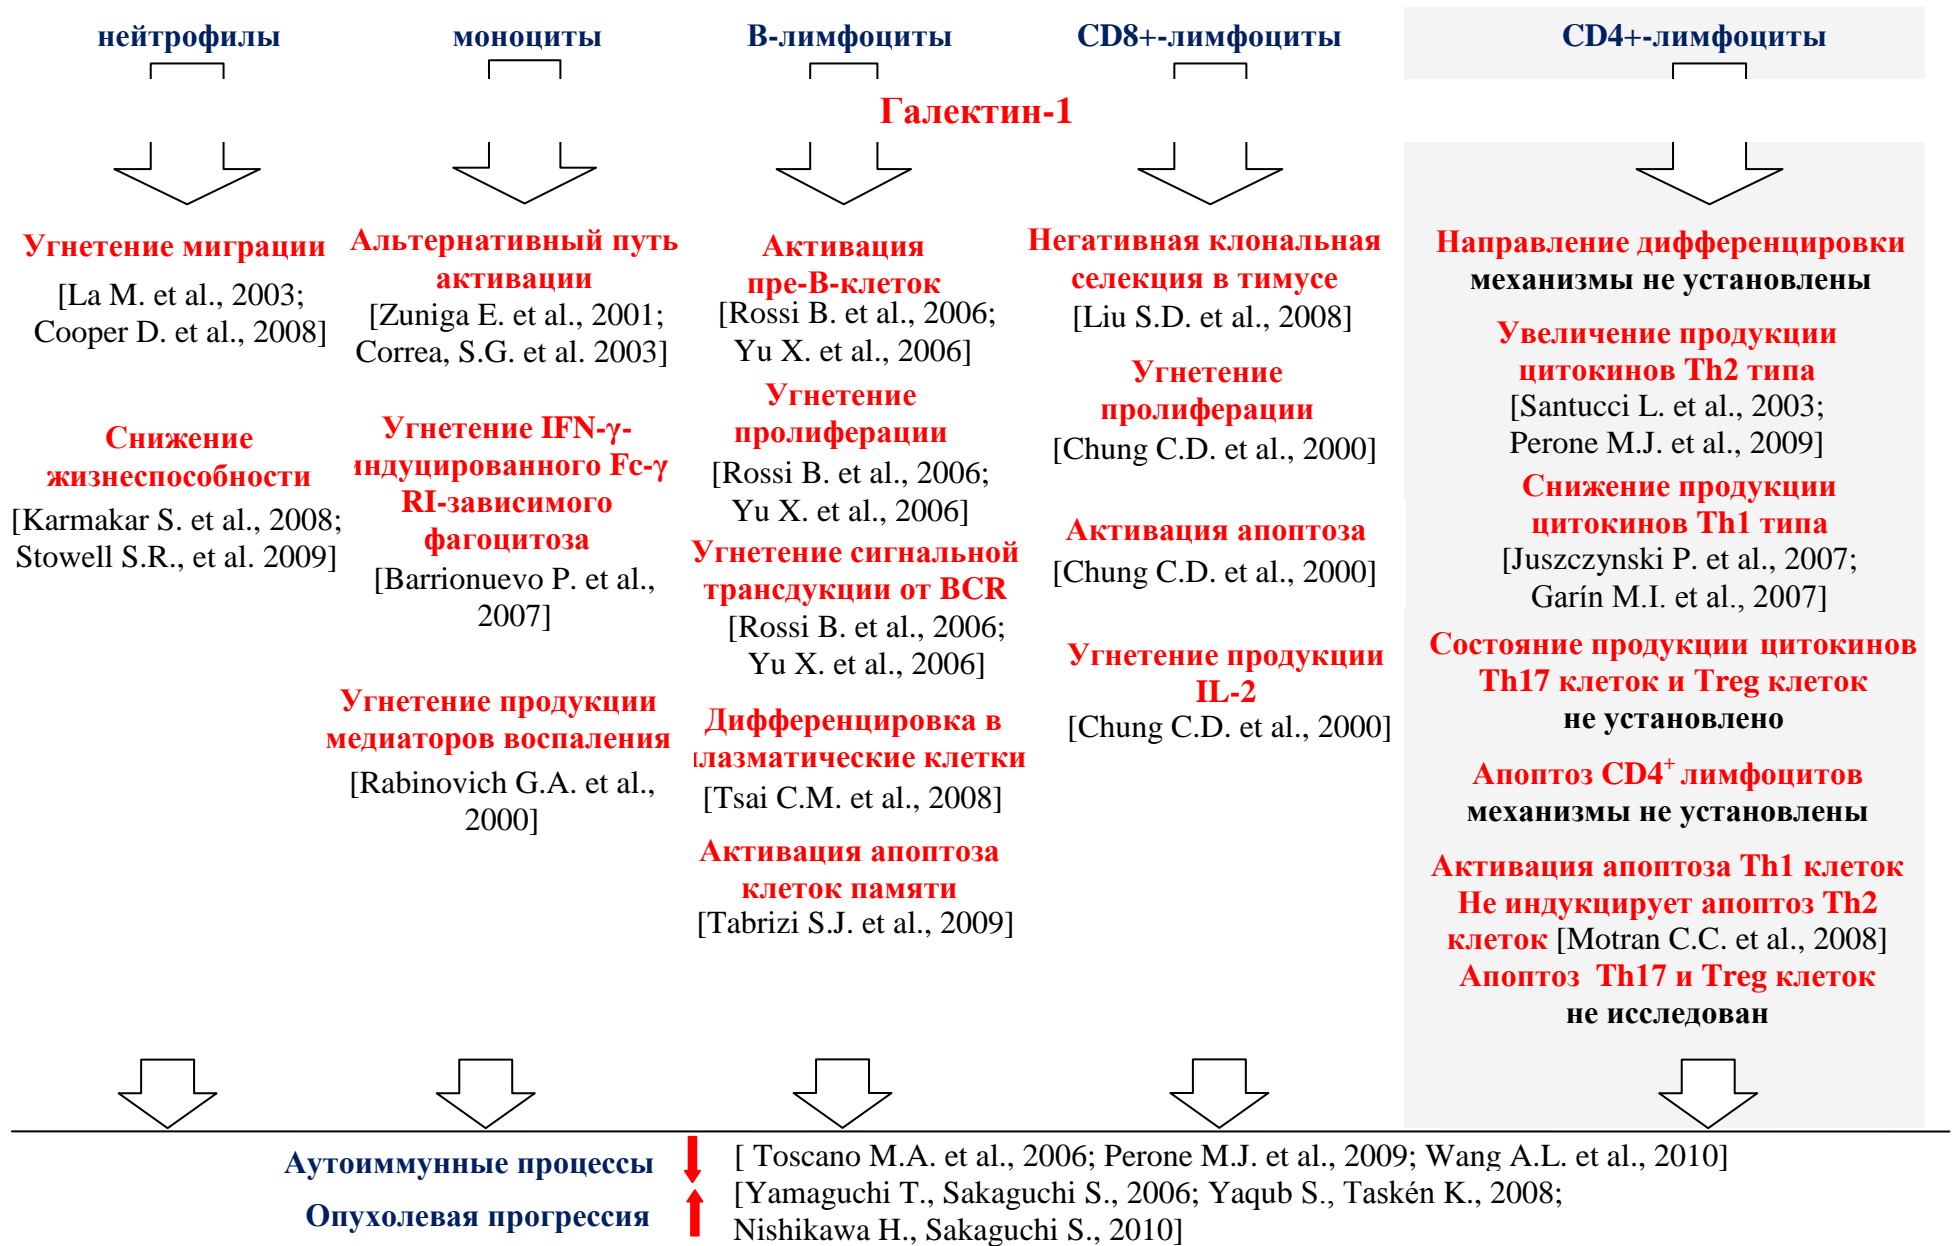 нейтрофилы
моноциты
В-лимфоциты
CD8+-лимфоциты
CD4+-лимфоциты
Галектин-1
Угнетение миграции
[La M. et al., 2003;
Cooper D. et al., 2008]
Снижение
жизнеспособности
[Karmakar S. et al., 2008;
Stowell S.R., et al. 2009]
Альтернативный путь
активации
[Zuniga E. et al., 2001;
Correa, S.G. et al. 2003]
Угнетение IFN-γ-
индуцированного Fc-γ
RI-зависимого
фагоцитоза
[Barrionuevo P. et al.,
2007]
Угнетение продукции
медиаторов воспаления
[Rabinovich G.A. et al.,
2000]
Активация
пре-В-клеток
[Rossi B. et al., 2006;
Yu X. et al., 2006]
Угнетение
пролиферации
[Rossi B. et al., 2006;
Yu X. et al., 2006]
Угнетение сигнальной
трансдукции от BCR
[Rossi B. et al., 2006;
Yu X. et al., 2006]
Дифференцировка в
плазматические клетки
[Tsai C.M. et al., 2008]
Активация апоптоза
клеток памяти
[Tabrizi S.J. et al., 2009]
Негативная клональная
селекция в тимусе
[Liu S.D. et al., 2008]
Угнетение
пролиферации
[Chung C.D. et al., 2000]
Активация апоптоза
[Chung C.D. et al., 2000]
Угнетение продукции
IL-2
[Chung C.D. et al., 2000]
Направление дифференцировки
механизмы не установлены
Увеличение продукции
цитокинов Th2 типа
[Santucci L. et al., 2003;
Perone M.J. et al., 2009]
Снижение продукции
цитокинов Th1 типа
[Juszczynski P. et al., 2007;
Garín M.I. et al., 2007]
Состояние продукции цитокинов
Th17 клеток и Treg клеток
не установлено
Апоптоз CD4⁺ лимфоцитов
механизмы не установлены
Активация апоптоза Th1 клеток
Не индукцирует апоптоз Th2
клеток [Motran C.C. et al., 2008]
Апоптоз Th17 и Treg клеток
не исследован
Аутоиммунные процессы
[ Toscano M.A. et al., 2006; Perone M.J. et al., 2009; Wang A.L. et al., 2010]
Опухолевая прогрессия
[Yamaguchi T., Sakaguchi S., 2006; Yaqub S., Taskén K., 2008;
Nishikawa H., Sakaguchi S., 2010]